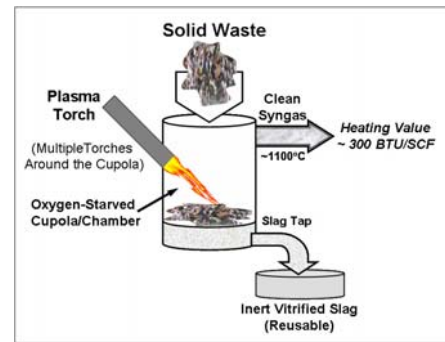 Solid Waste
Plasma
Torch
(MultipleTorches
Around the Cupola)
Oxygen-Starved
Cupola/Chamber
Clean
Syngas
~1100ºC
Heating Value
~ 300 BTU/SCF
Slag Tap
Inert Vitrified Slag
(Reusable)